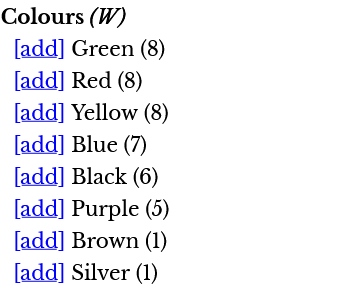 Colours (W)
[add] Green (8)
[add] Red (8)
[add] Yellow (8)
[add] Blue (7)
[add] Black (6)
[add] Purple (5)
[add] Brown (1)
[add] Silver (1)